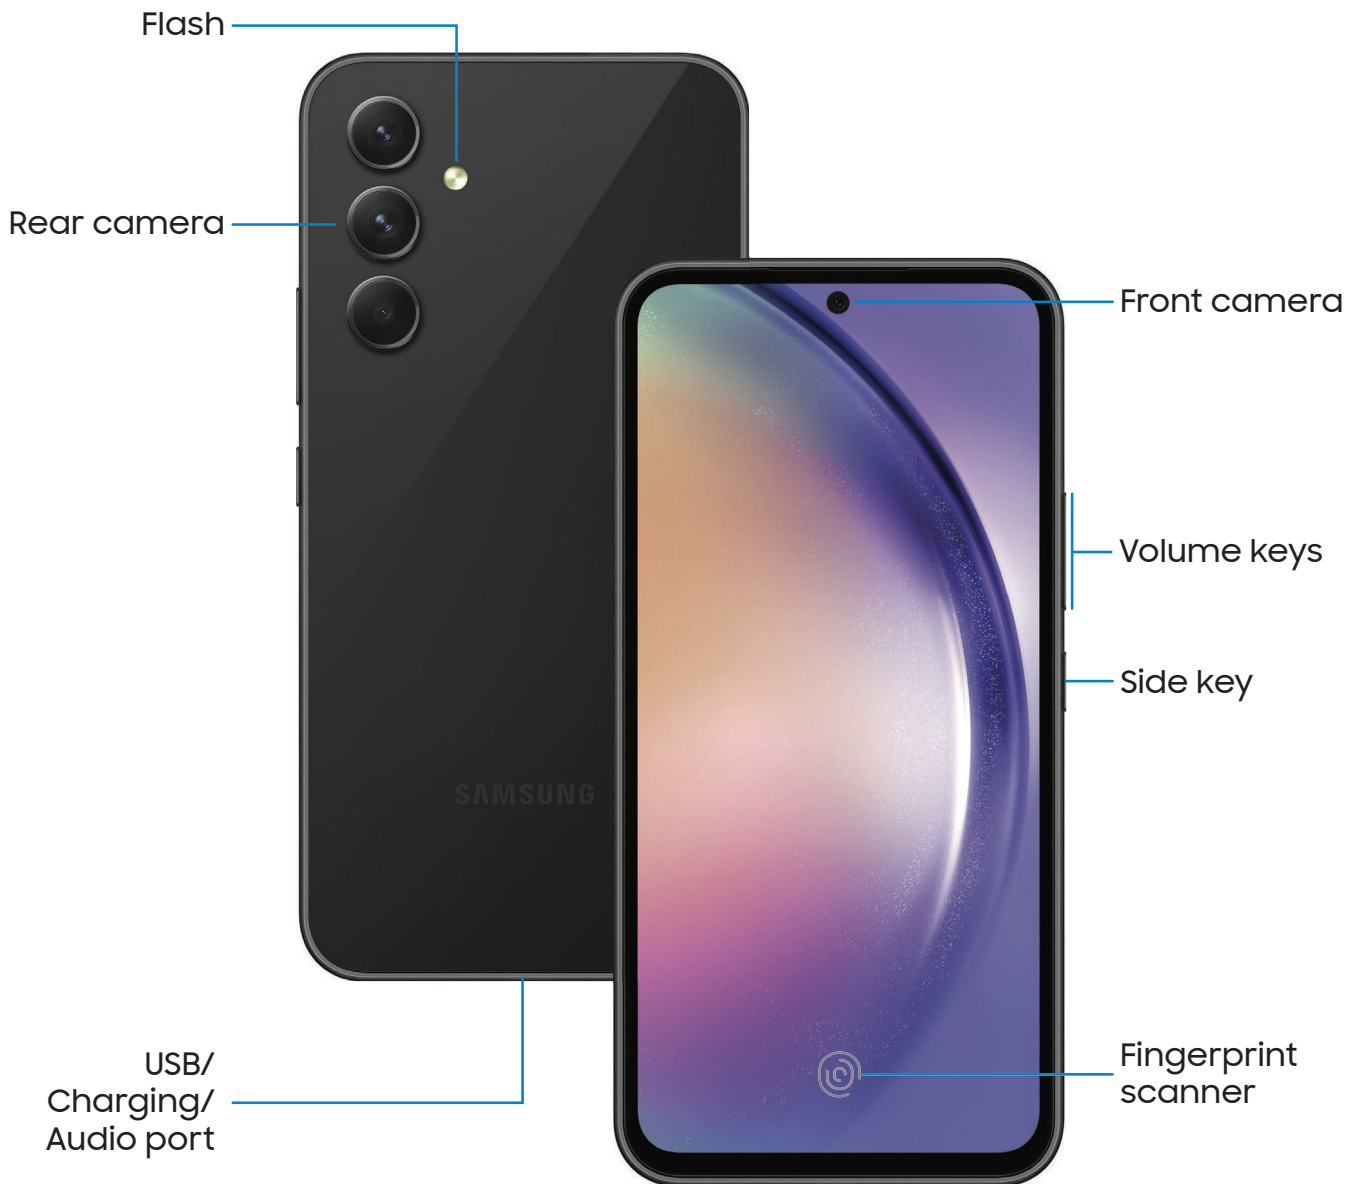 Flash
Rear camera
Front camera
Volume keys
Side key
SAMSUNG
Fingerprint
scanner
USB/
Charging/
Audio port